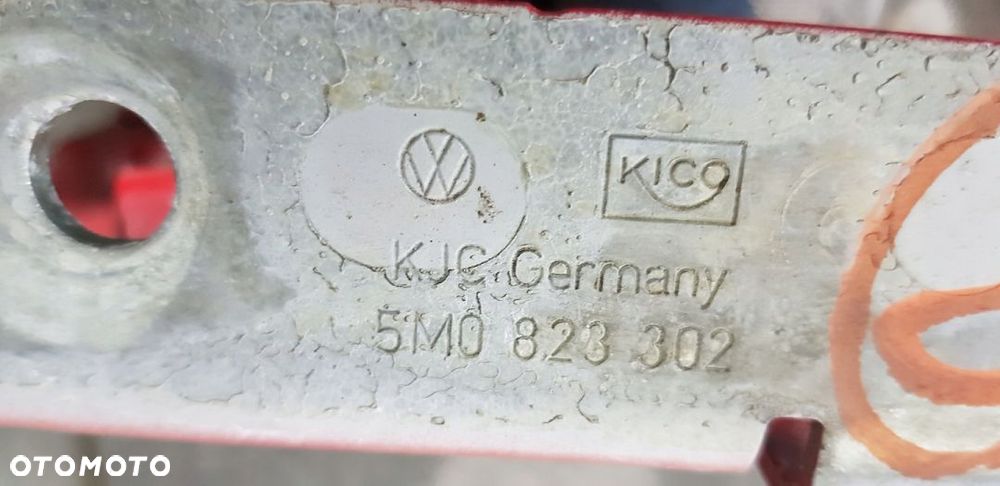 KICO
KJC Germany
5M0 823 302
OTOMOTO